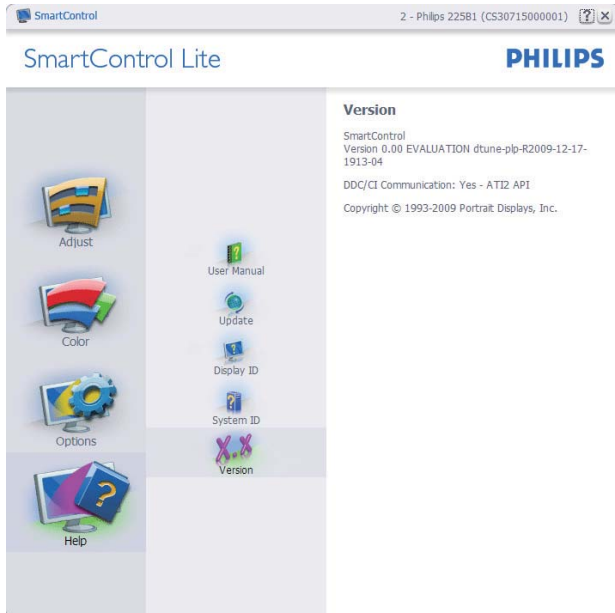 SmartControl
2 - Philips 225B1 (CS30715000001)
? X
SmartControl Lite
PHILIPS
Adjust
Color
Options
Help
User Manual
Update
Display ID
System ID
X.X
Version
Version
SmartControl
Version 0.00 EVALUATION dtune-plp-R2009-12-17-
1913-04
DDC/CI Communication: Yes - ATI2 API
Copyright © 1993-2009 Portrait Displays, Inc.